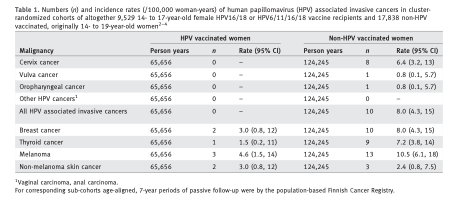 Table 1. Numbers (n) and incidence rates (/100,000 woman-years) of human papillomavirus (HPV) associated invasive cancers in cluster-
randomized cohorts of altogether 9,529 14- to 17-year-old female HPV16/18 or HPV6/11/16/18 vaccine recipients and 17,838 non-HPV
vaccinated, originally 14- to 19-year-old women²⁻⁴
HPV vaccinated women Non-HPV vaccinated women
Malignancy Person years n Rate (95% CI) Person years n Rate (95% CI)
Cervix cancer 65,656 0 – 124,245 8 6.4 (3.2, 13)
Vulva cancer 65,656 0 – 124,245 1 0.8 (0.1, 5.7)
Oropharyngeal cancer 65,656 0 – 124,245 1 0.8 (0.1, 5.7)
Other HPV cancers¹ 65,656 0 – 124,245 0 –
All HPV associated invasive cancers 65,656 0 – 124,245 10 8.0 (4.3, 15)
Breast cancer 65,656 2 3.0 (0.8, 12) 124,245 10 8.0 (4.3, 15)
Thyroid cancer 65,656 1 1.5 (0.2, 11) 124,245 9 7.2 (3.8, 14)
Melanoma 65,656 3 4.6 (1.5, 14) 124,245 13 10.5 (6.1, 18)
Non-melanoma skin cancer 65,656 2 3.0 (0.8, 12) 124,245 3 2.4 (0.8, 7.5)
¹Vaginal carcinoma, anal carcinoma.
For corresponding sub-cohorts age-aligned, 7-year periods of passive follow-up were by the population-based Finnish Cancer Registry.